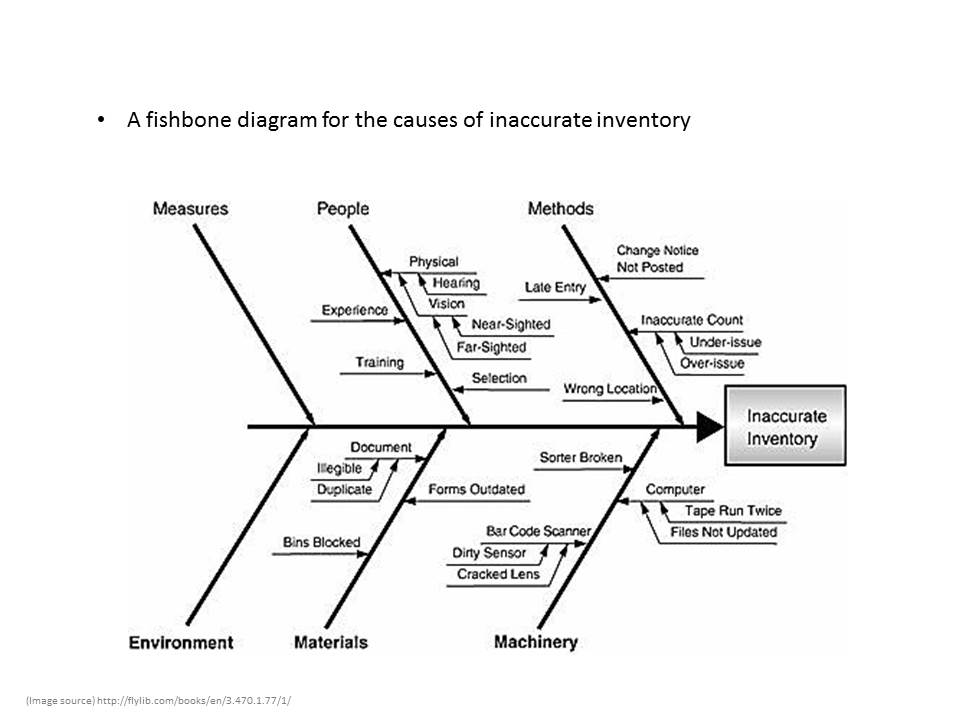 • A fishbone diagram for the causes of inaccurate inventory
Measures
People
Methods
Physical
Hearing
Vision
Near-Sighted
Far-Sighted
Experience
Training
Selection
Change Notice
Not Posted
Late Entry
Inaccurate Count
Under-issue
Over-issue
Wrong Location
Inaccurate
Inventory
Document
Illegible
Duplicate
Forms Outdated
Bins Blocked
Sorter Broken
Computer
Tape Run Twice
Files Not Updated
Bar Code Scanner
Dirty Sensor
Cracked Lens
Environment
Materials
Machinery
(Image source) http://flylib.com/books/en/3.470.1.77/1/